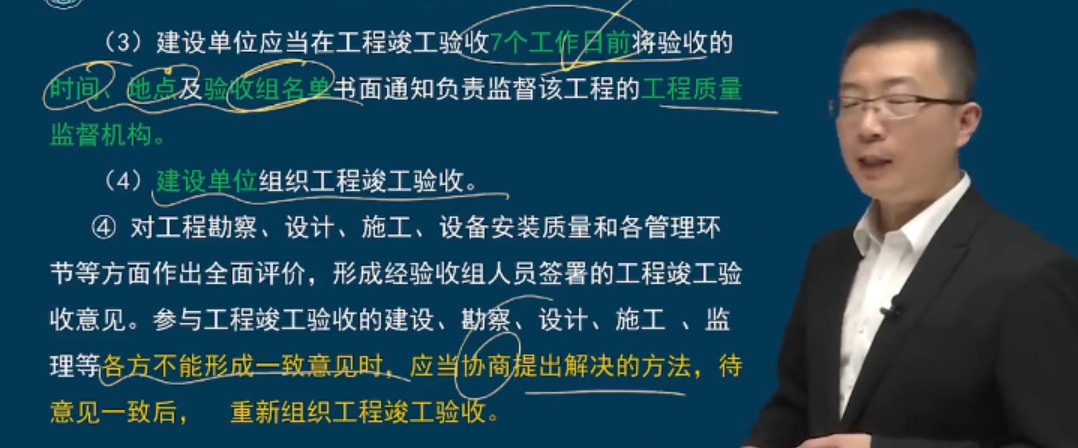 （3）建设单位应当在工程竣工验收7个工作日前将验收的
时间、地点及验收组名单书面通知负责监督该工程的工程质量
监督机构。
（4）建设单位组织工程竣工验收。
④ 对工程勘察、设计、施工、设备安装质量和各管理环
节等方面作出全面评价，形成经验收组人员签署的工程竣工验
收意见。参与工程竣工验收的建设、勘察、设计、施工 、监
理等各方不能形成一致意见时，应当协商提出解决的方法，待
意见一致后， 重新组织工程竣工验收。